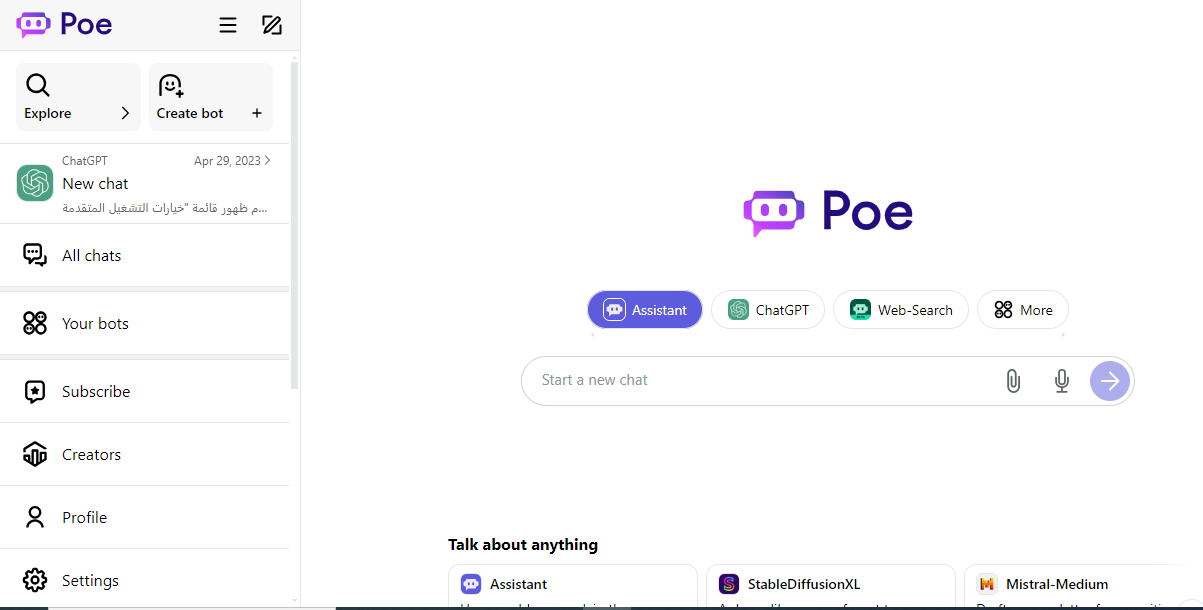 Poe
Explore
Create bot
ChatGPT
Apr 29, 2023
New chat
...م ظهور قائمة "خيارات التشغيل المتقدمة
All chats
Your bots
Subscribe
Creators
Profile
Settings
Poe
Assistant
ChatGPT
Web-Search
More
Start a new chat
Talk about anything
Assistant
StableDiffusionXL
Mistral-Medium